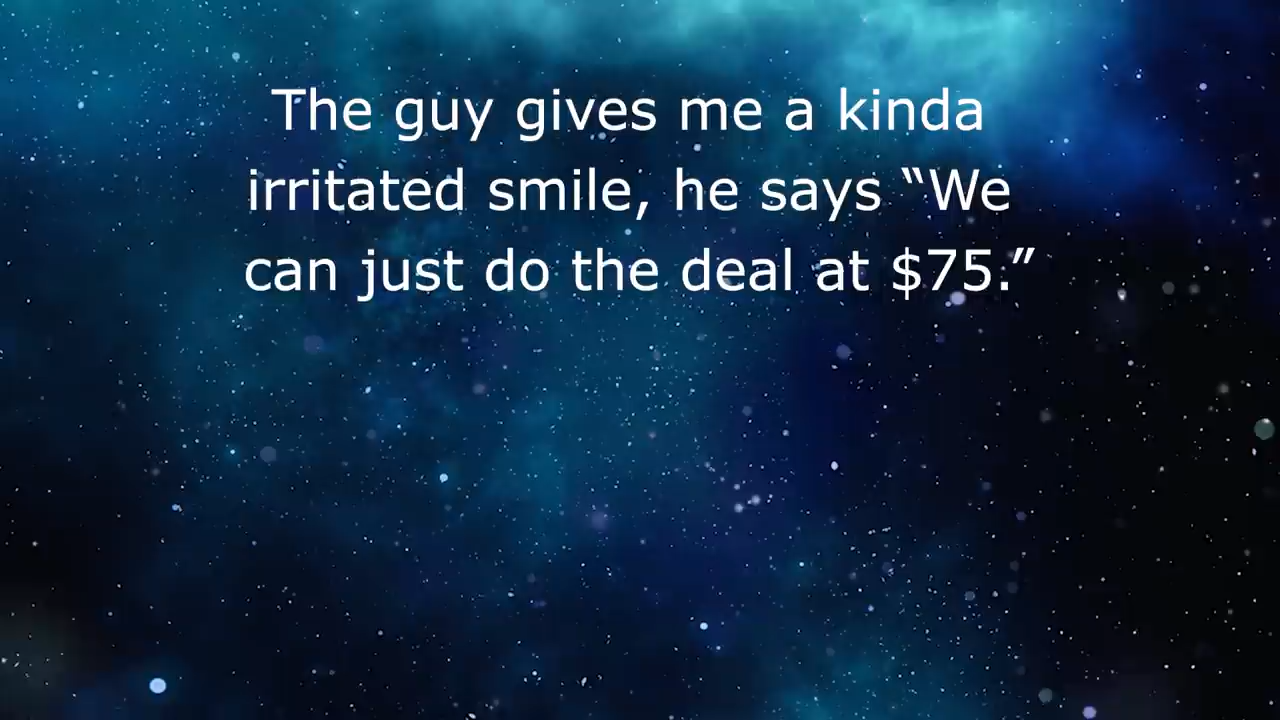 The guy gives me a kinda
irritated smile, he says “We
can just do the deal at $75.”